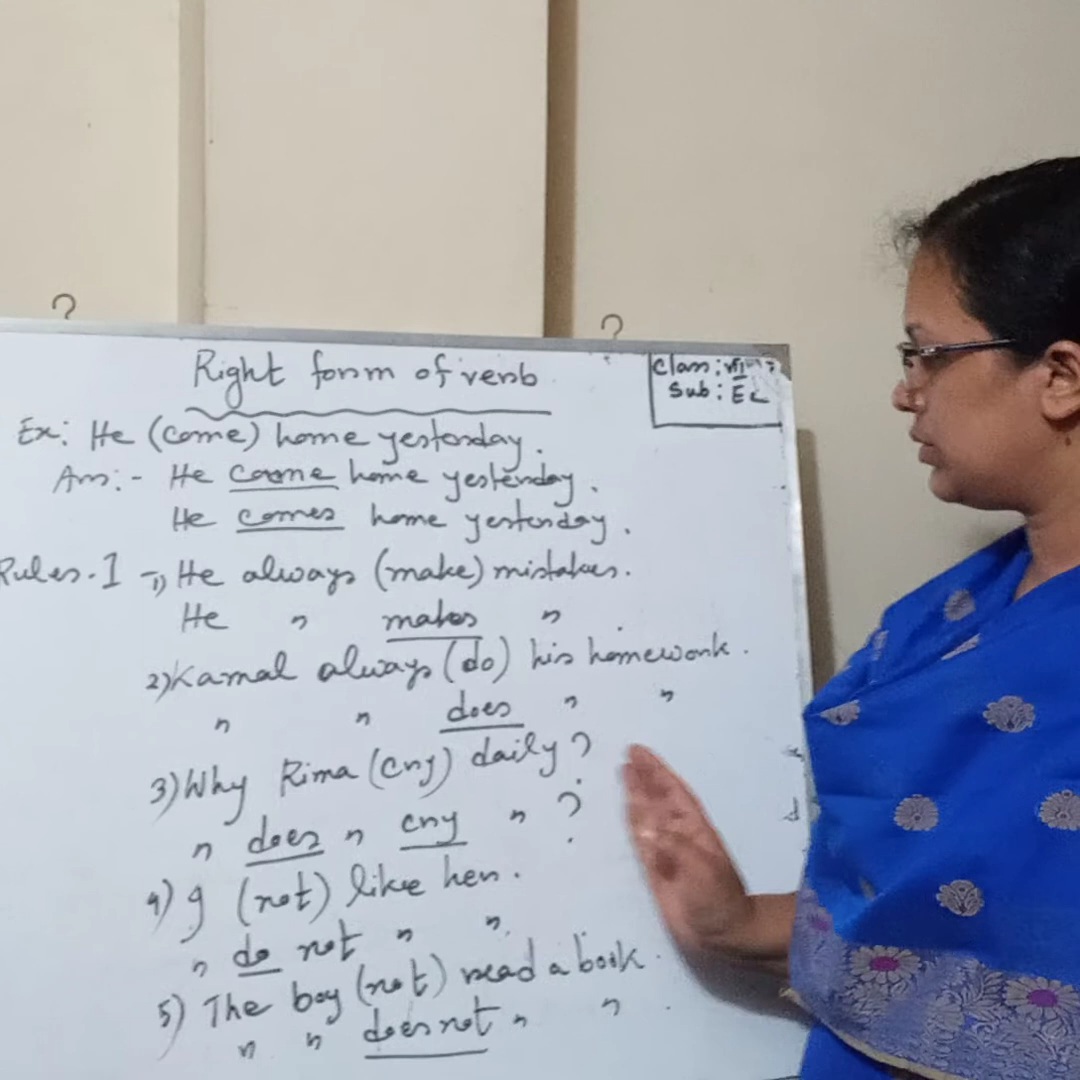 Right form of verb
Class:
Sub: E
Ex: He (come) home yesterday.
Ans:- He came home yesterday.
He comes home yesterday.
Rules. 1 → 1) He always (make) mistakes.
He " makes "
2) Kamal always (do) his homework.
" " does " "
3) Why Rima (cry) daily?
" does " cry " ?
4) I (not) like her.
" do not " ".
5) The boy (not) read a book.
" " does not " " .